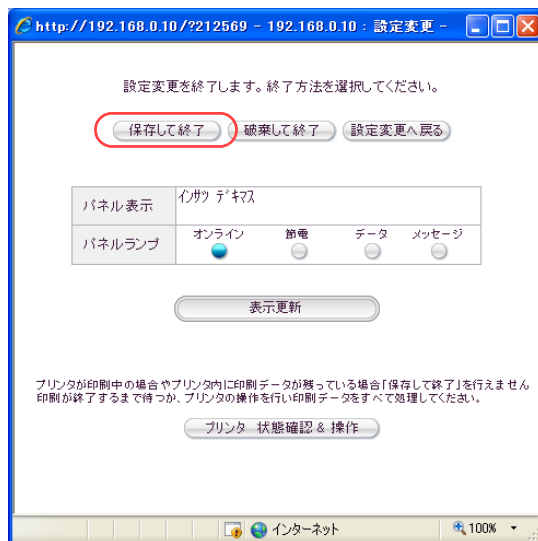 http://192.168.0.10/?212569 - 192.168.0.10 : 設定変更 -
設定変更を終了します。終了方法を選択してください。
保存して終了 破棄して終了 設定変更へ戻る
パネル表示 インサツ デキマス
パネルランプ オンライン 節電 データ メッセージ
表示更新
プリンタが印刷中の場合やプリンタ内に印刷データが残っている場合「保存して終了」を行えません
印刷が終了するまで待つか、プリンタの操作を行い印刷データをすべて処理してください。
プリンタ 状態確認 & 操作
インターネット 100%